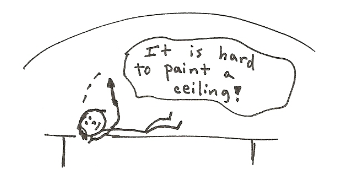 It is hard
to paint a
ceiling!